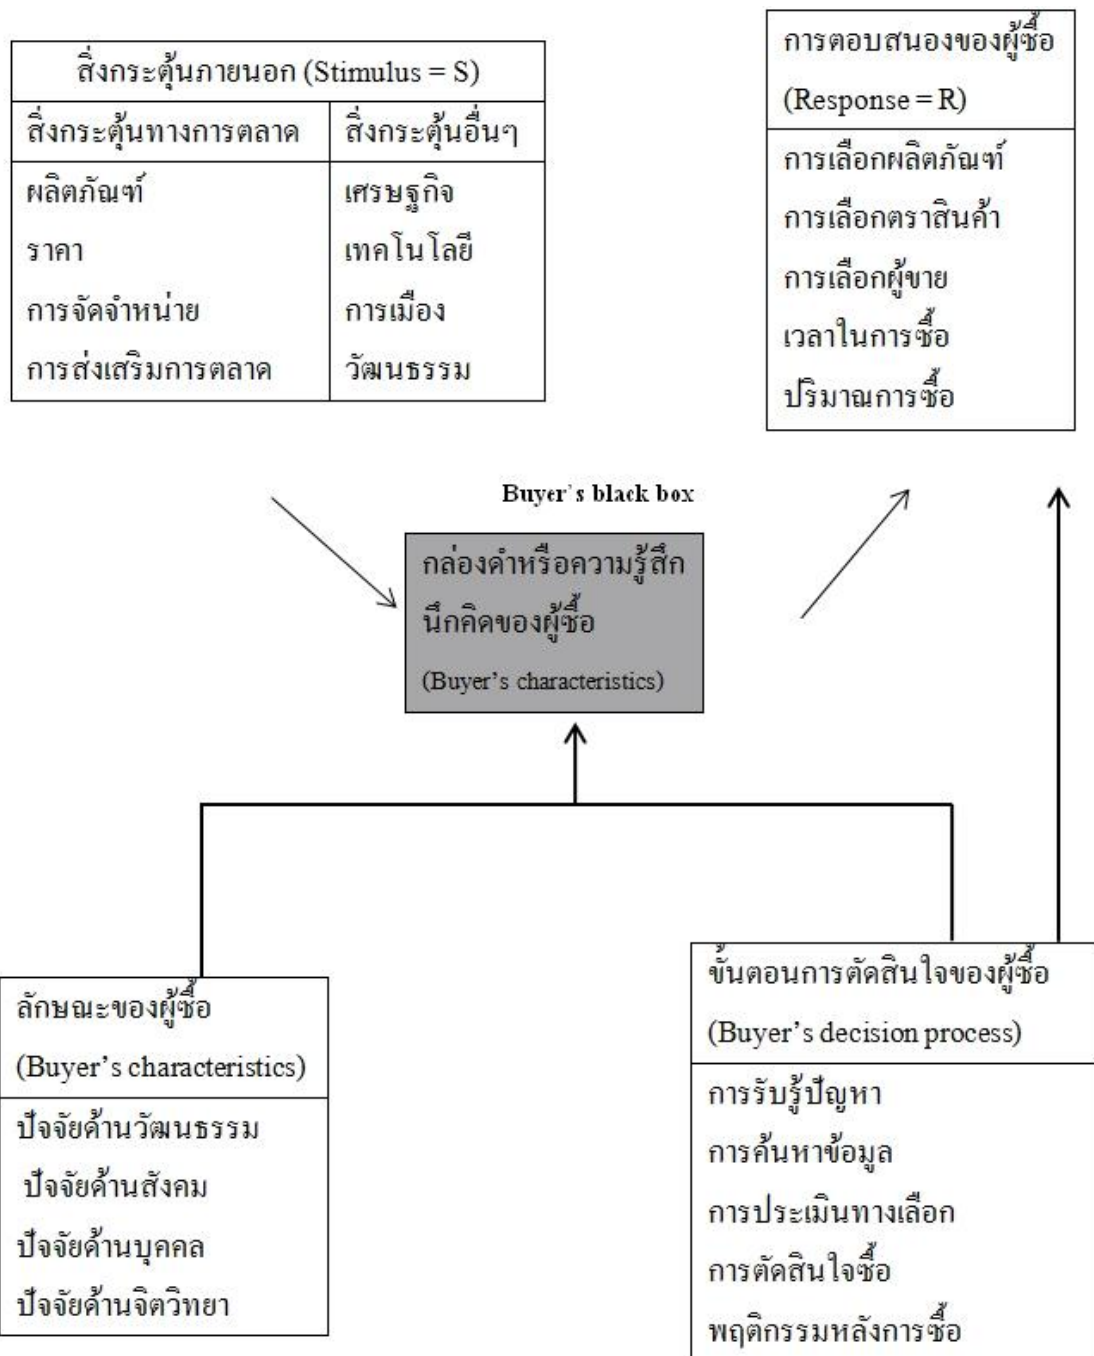 สิ่งกระตุ้นภายนอก (Stimulus = S)
สิ่งกระตุ้นทางการตลาด
สิ่งกระตุ้นอื่นๆ
ผลิตภัณฑ์
เศรษฐกิจ
ราคา
เทคโนโลยี
การจัดจำหน่าย
การเมือง
การส่งเสริมการตลาด
วัฒนธรรม
การตอบสนองของผู้ซื้อ
(Response = R)
การเลือกผลิตภัณฑ์
การเลือกตราสินค้า
การเลือกผู้ขาย
เวลาในการซื้อ
ปริมาณการซื้อ
Buyer's black box
กล่องดำหรือความรู้สึก
นึกคิดของผู้ซื้อ
(Buyer's characteristics)
ลักษณะของผู้ซื้อ
(Buyer's characteristics)
ปัจจัยด้านวัฒนธรรม
ปัจจัยด้านสังคม
ปัจจัยด้านบุคคล
ปัจจัยด้านจิตวิทยา
ขั้นตอนการตัดสินใจของผู้ซื้อ
(Buyer's decision process)
การรับรู้ปัญหา
การค้นหาข้อมูล
การประเมินทางเลือก
การตัดสินใจซื้อ
พฤติกรรมหลังการซื้อ